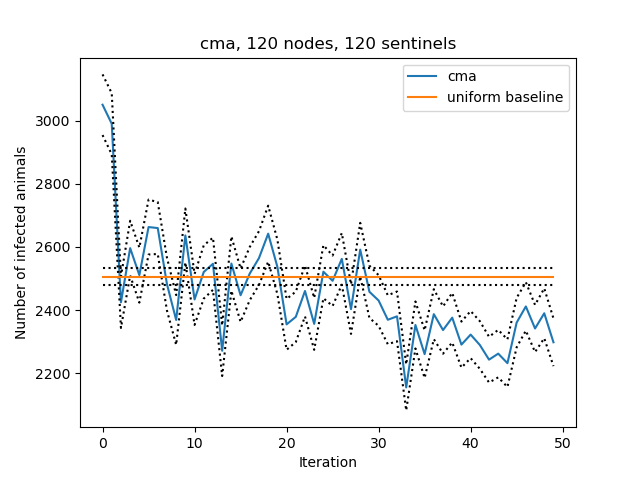 cma, 120 nodes, 120 sentinels
cma
uniform baseline
Number of infected animals
3000
2800
2600
2400
2200
0 10 20 30 40 50
Iteration